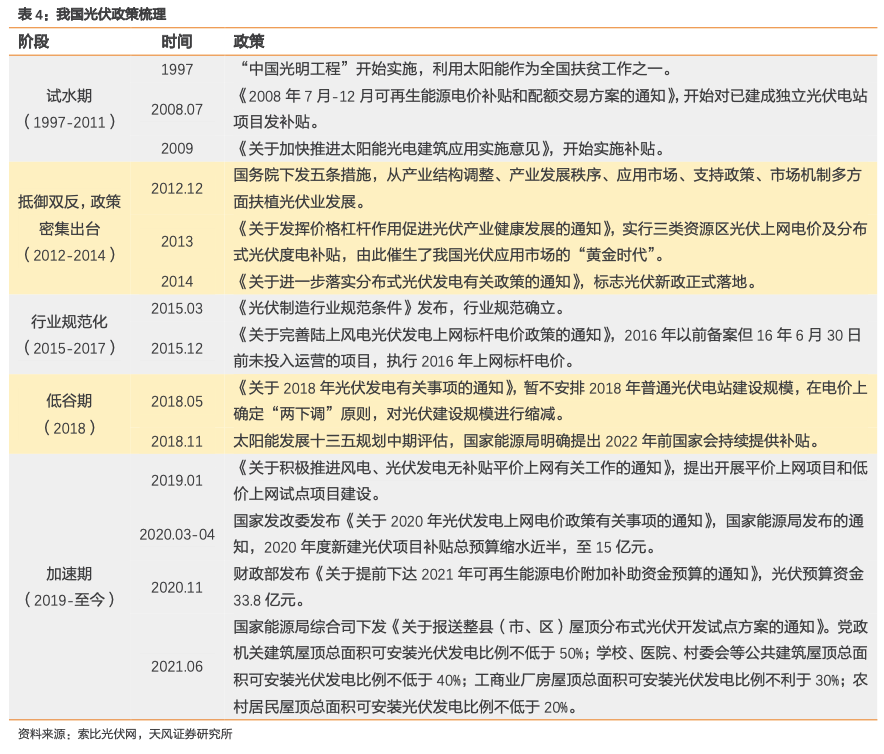 表 4：我国光伏政策梳理
阶段 时间 政策
试水期
（1997-2011）
1997 “中国光明工程”开始实施，利用太阳能作为全国扶贫工作之一。
2008.07 《2008 年 7 月-12 月可再生能源电价补贴和配额交易方案的通知》，开始对已建成独立光伏电站
项目发补贴。
2009 《关于加快推进太阳能光电建筑应用实施意见》，开始实施补贴。
抵御双反，政策
密集出台
（2012-2014）
2012.12 国务院下发五条措施，从产业结构调整、产业发展秩序、应用市场、支持政策、市场机制多方
面扶植光伏业发展。
2013 《关于发挥价格杠杆作用促进光伏产业健康发展的通知》，实行三类资源区光伏上网电价及分布
式光伏度电补贴，由此催生了我国光伏应用市场的“黄金时代”。
2014 《关于进一步落实分布式光伏发电有关政策的通知》，标志光伏新政正式落地。
行业规范化
（2015-2017）
2015.03 《光伏制造行业规范条件》发布，行业规范确立。
2015.12 《关于完善陆上风电光伏发电上网标杆电价政策的通知》，2016 年以前备案但 16 年 6 月 30 日
前未投入运营的项目，执行 2016 年上网标杆电价。
低谷期
（2018）
2018.05 《关于 2018 年光伏发电有关事项的通知》，暂不安排 2018 年普通光伏电站建设规模，在电价上
确定“两下调”原则，对光伏建设规模进行缩减。
2018.11 太阳能发展十三五规划中期评估，国家能源局明确提出 2022 年前国家会持续提供补贴。
加速期
（2019-至今）
2019.01 《关于积极推进风电、光伏发电无补贴平价上网有关工作的通知》，提出开展平价上网项目和低
价上网试点项目建设。
2020.03-04 国家发改委发布《关于 2020 年光伏发电上网电价政策有关事项的通知》，国家能源局发布的通
知，2020 年度新建光伏项目补贴总预算缩水近半，至 15 亿元。
2020.11 财政部发布《关于提前下达 2021 年可再生能源电价附加补助资金预算的通知》，光伏预算资金
33.8 亿元。
2021.06 国家能源局综合司下发《关于报送整县（市、区）屋顶分布式光伏开发试点方案的通知》。党政
机关建筑屋顶总面积可安装光伏发电比例不低于 50%；学校、医院、村委会等公共建筑屋顶总面
积可安装光伏发电比例不低于 40%；工商业厂房屋顶总面积可安装光伏发电比例不利于 30%；农
村居民屋顶总面积可安装光伏发电比例不低于 20%。
资料来源：索比光伏网，天风证券研究所